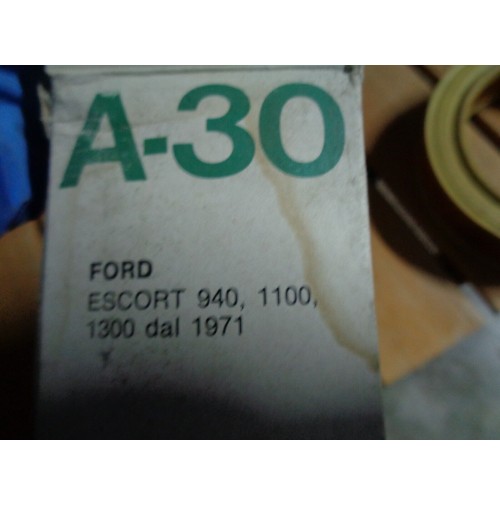 A-30
FORD
ESCORT 940, 1100,
1300 dal 1971